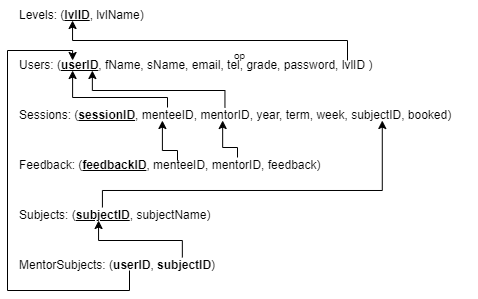 Levels: (lvlID, lvlName)
op
Users: (userID, fName, sName, email, tel, grade, password, lvlID )
Sessions: (sessionID, menteeID, mentorID, year, term, week, subjectID, booked)
Feedback: (feedbackID, menteeID, mentorID, feedback)
Subjects: (subjectID, subjectName)
MentorSubjects: (userID, subjectID)